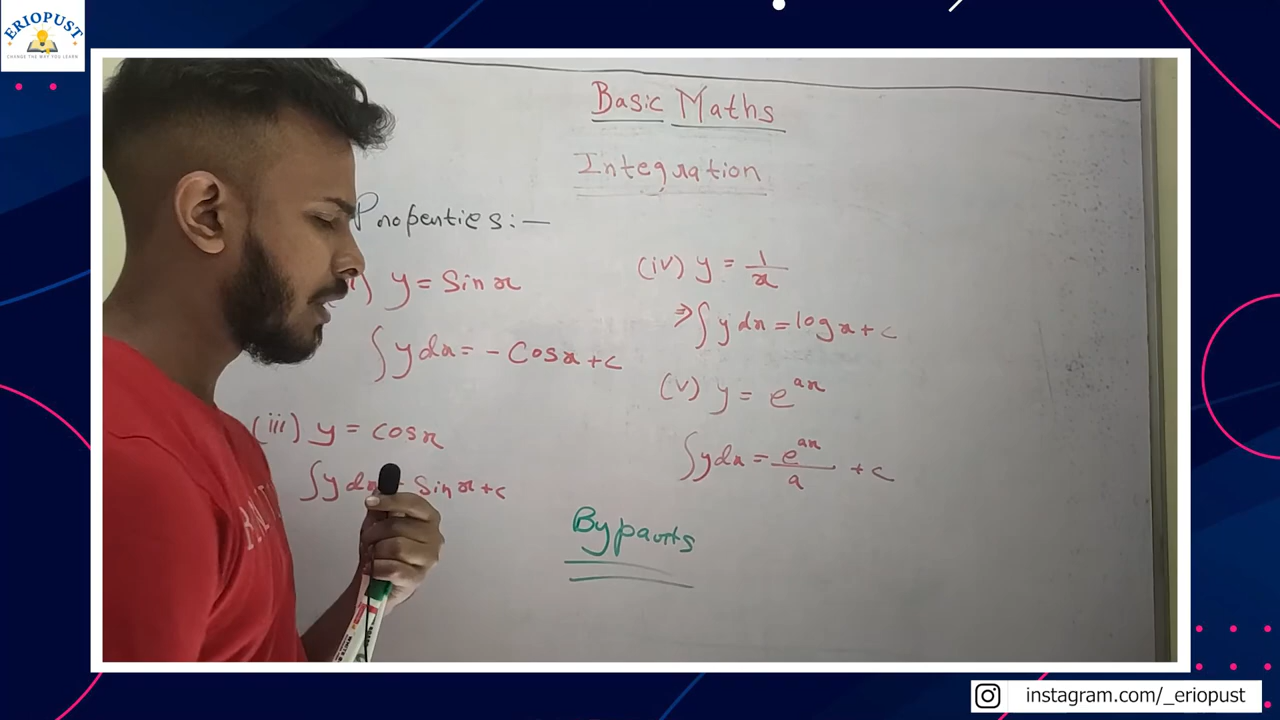 ERIOPUST
CHANGE THE WAY YOU LEARN
Basic Maths
Integration
Properties:—
y = Sin x
∫ y dx = - Cos x + c
(iii) y = cos x
∫ y dx = Sin x + c
(iv) y = 1/x
⇒ ∫ y dx = log x + c
(v) y = e^{ax}
∫ y dx = e^{ax}/a + c
By parts
instagram.com/_eriopust